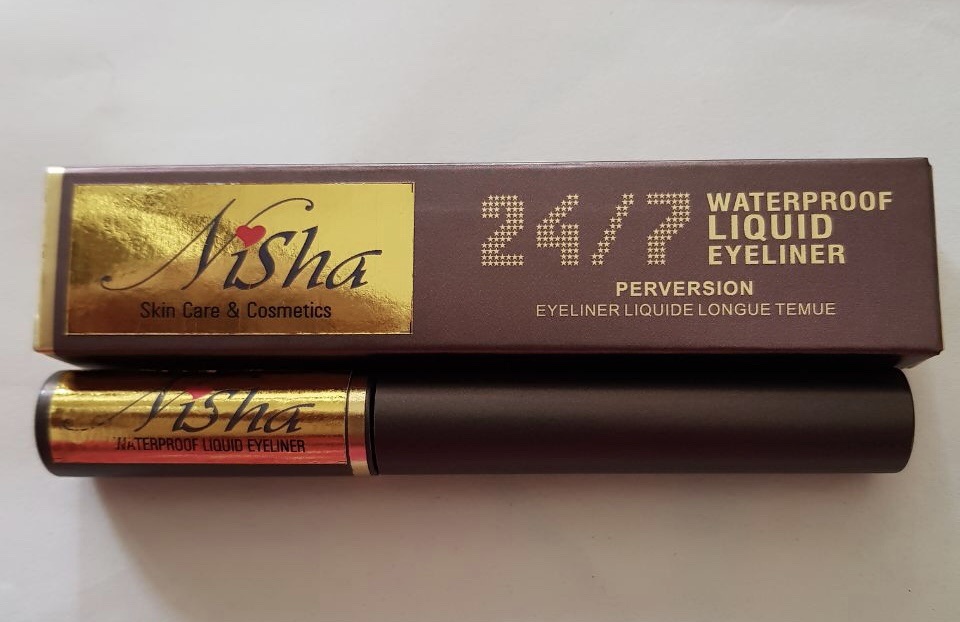 Nisha
Skin Care & Cosmetics
24/7
WATERPROOF
LIQUID
EYELINER
PERVERSION
EYELINER LIQUIDE LONGUE TEMUE
Nisha
WATERPROOF LIQUID EYELINER